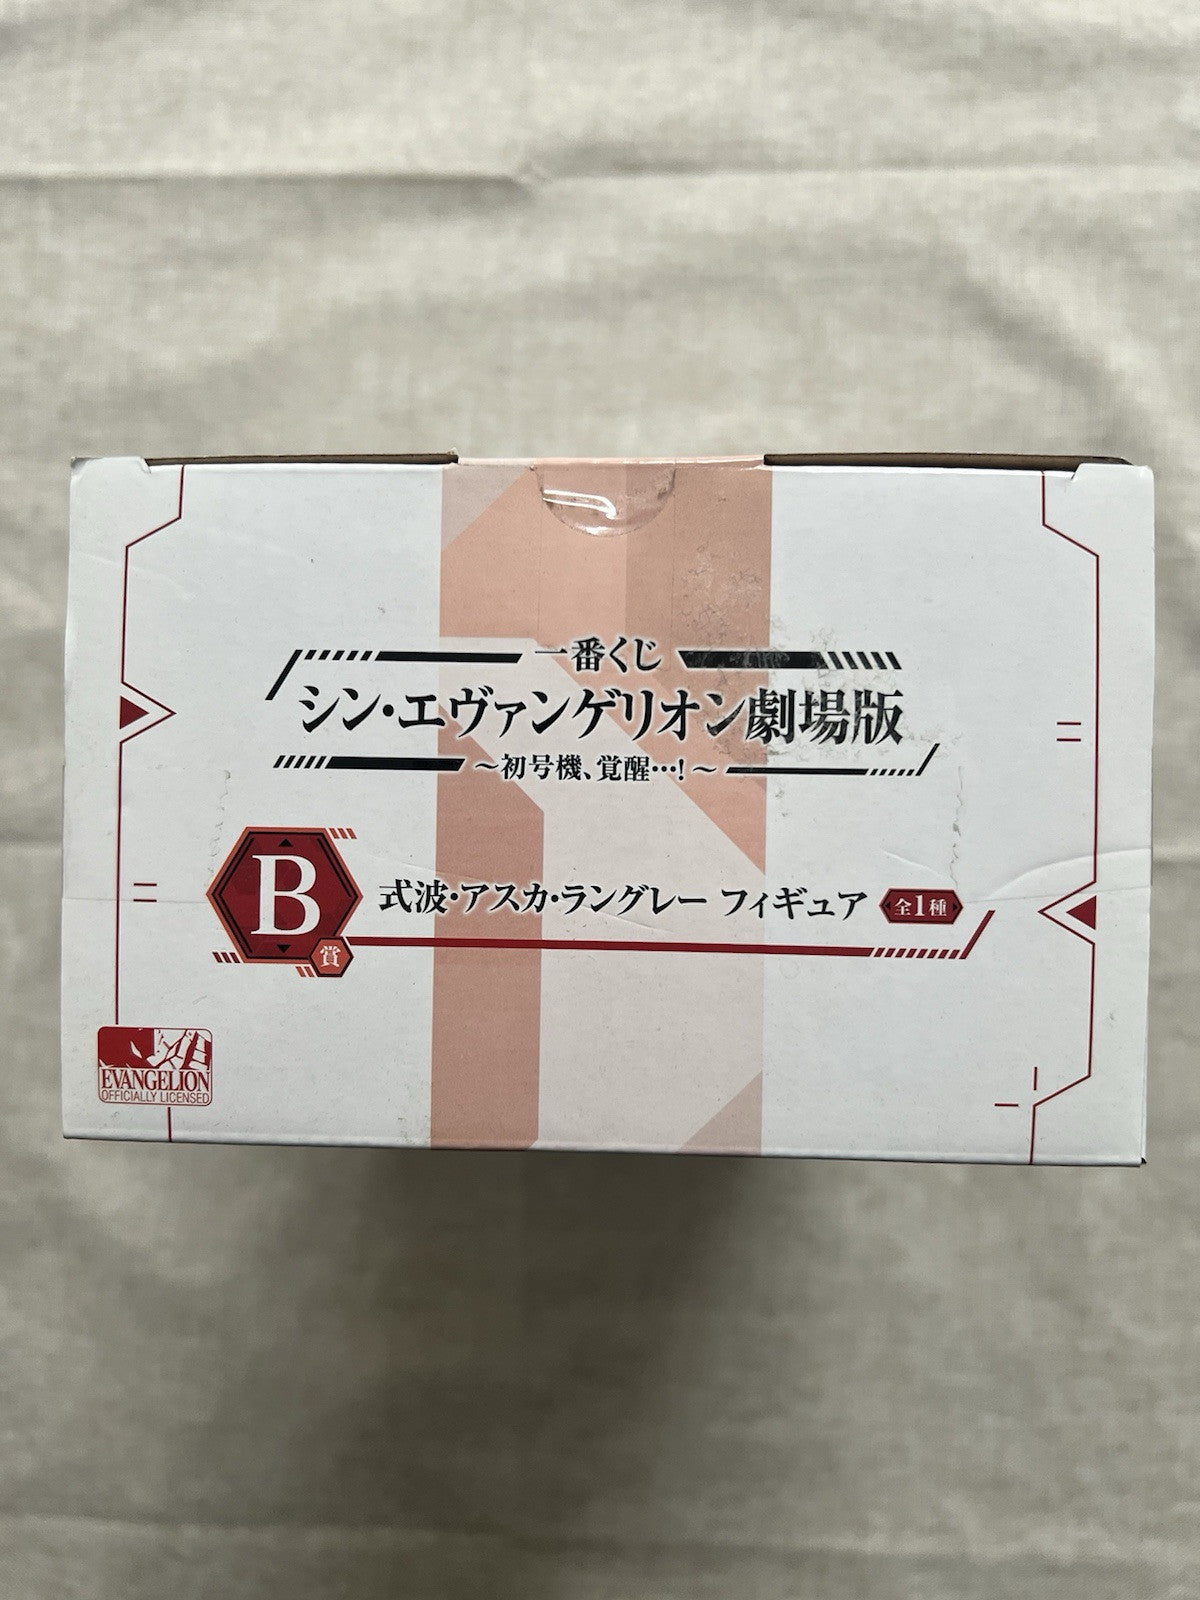 一番くじ
シン・エヴァンゲリオン劇場版
～初号機、覚醒…!～
B
賞
式波・アスカ・ラングレー フィギュア
全1種
EVANGELION
OFFICIALLY LICENSED